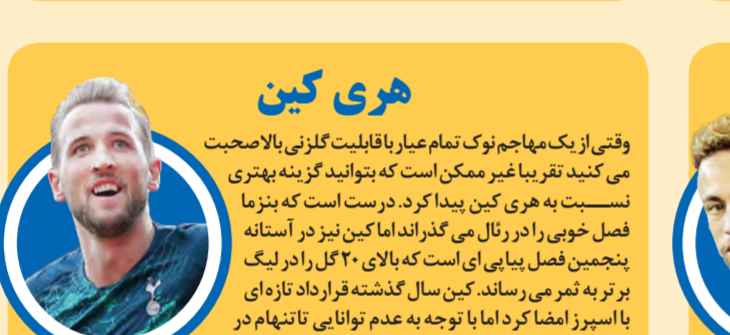 هری کین
وقتی از یک مهاجم نوک تمام عیار با قابلیت گلزنی بالا صحبت
می کنید تقریبا غیر ممکن است که بتوانید گزینه بهتری
نســبت به هری کین پیدا کرد. درست است که بنزما
فصل خوبی را در رئال می گذراند اما کین نیز در آستانه
پنجمین فصل پیاپی ای است که بالای ۲۰ گل را در لیگ
برتر به ثمر می رساند. کین سال گذشته قرارداد تازه ای
با اسپرز امضا کرد اما با توجه به عدم توانایی تاتنهام در